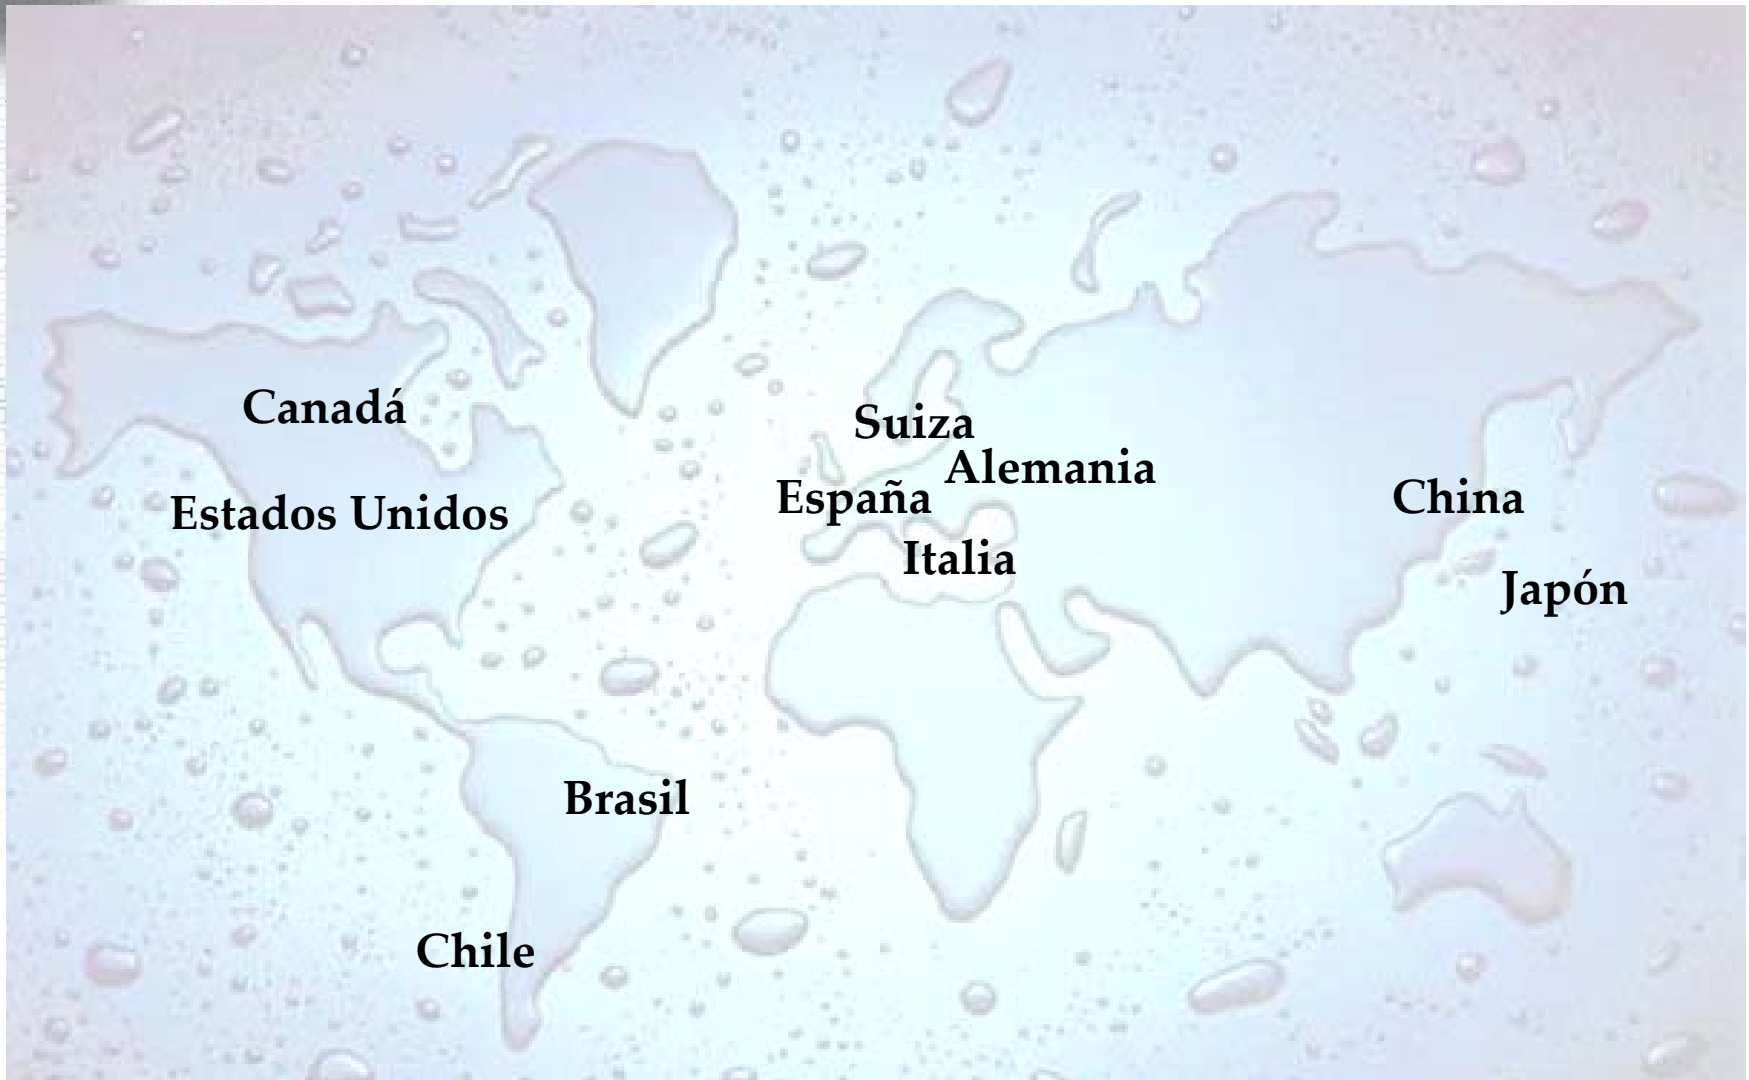 Canadá
Suiza
Alemania
España
China
Estados Unidos
Italia
Japón
Brasil
Chile